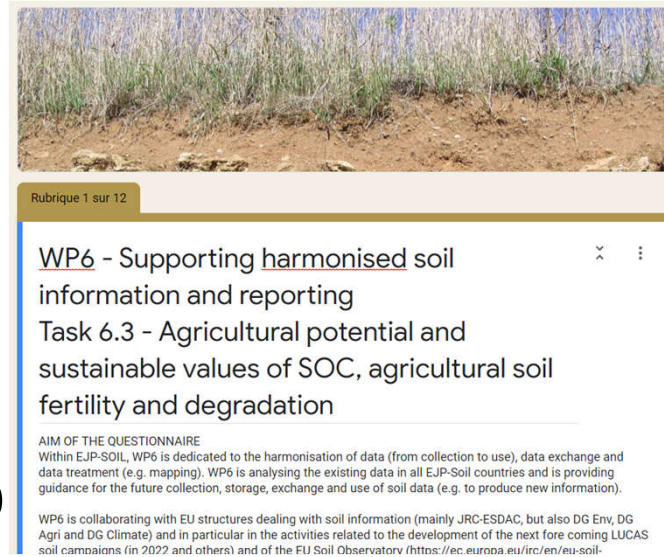 Rubrique 1 sur 12
WP6 - Supporting harmonised soil
information and reporting
Task 6.3 - Agricultural potential and
sustainable values of SOC, agricultural soil
fertility and degradation
AIM OF THE QUESTIONNAIRE
Within EJP-SOIL, WP6 is dedicated to the harmonisation of data (from collection to use), data exchange and
data treatment (e.g. mapping). WP6 is analysing the existing data in all EJP-Soil countries and is providing
guidance for the future collection, storage, exchange and use of soil data (e.g. to produce new information).
WP6 is collaborating with EU structures dealing with soil information (mainly JRC-ESDAC, but also DG Env, DG
Agri and DG Climate) and in particular in the activities related to the development of the next fore coming LUCAS
soil campaigns (in 2022 and others) and of the EU Soil Observatory (https://ec.europa.eu/jrc/en/eu-soil-
)